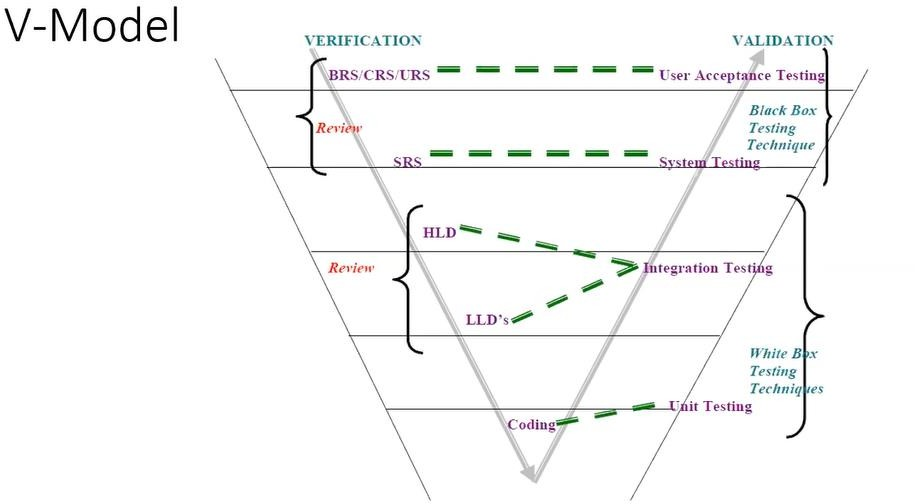 V-Model
VERIFICATION
VALIDATION
BRS/CRS/URS
User Acceptance Testing
Black Box
Testing
Technique
Review
SRS
System Testing
HLD
Review
Integration Testing
LLD's
White Box
Testing
Techniques
Unit Testing
Coding